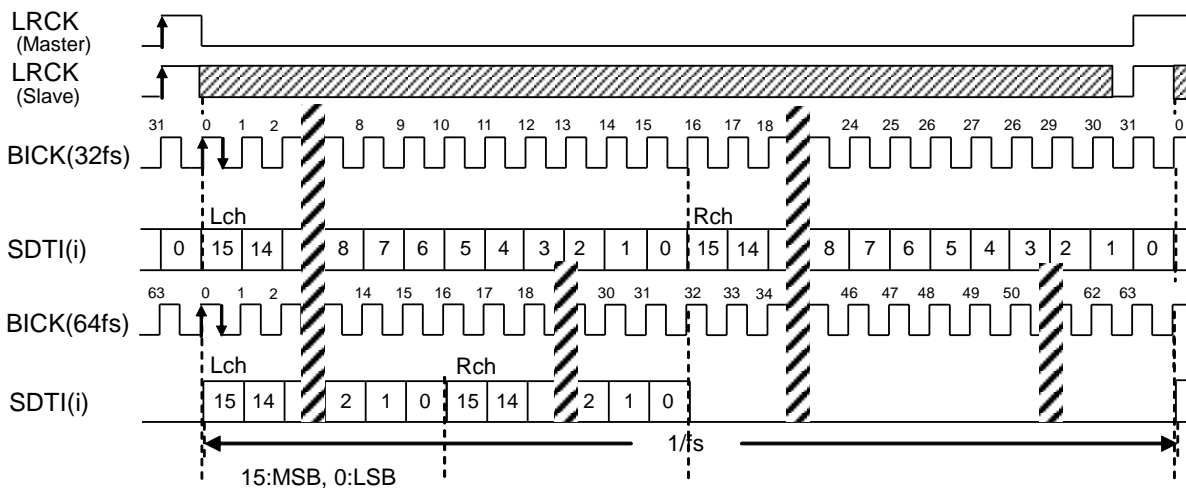 LRCK
(Master)
LRCK
(Slave)
31 0 1 2 8 9 10 11 12 13 14 15 16 17 18 24 25 26 27 26 29 30 31 0
BICK(32fs)
Lch Rch
SDTI(i) 0 15 14 8 7 6 5 4 3 2 1 0 15 14 8 7 6 5 4 3 2 1 0
63 0 1 2 14 15 16 17 18 30 31 32 33 34 46 47 48 49 50 62 63
BICK(64fs)
Lch Rch
SDTI(i) 15 14 2 1 0 15 14 2 1 0
1/fs
15:MSB, 0:LSB